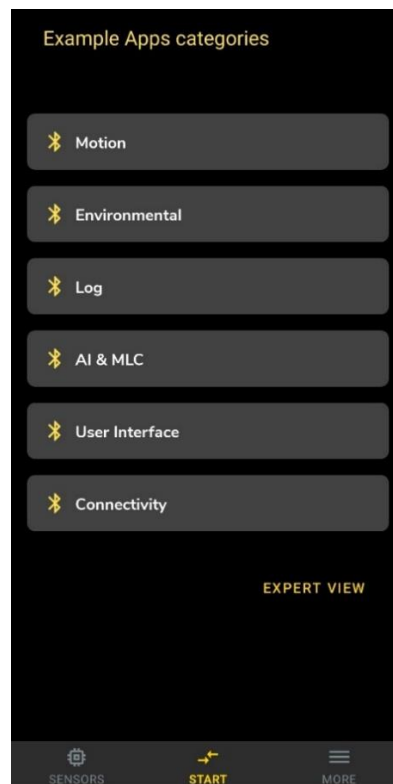 Example Apps categories
Motion
Environmental
Log
AI & MLC
User Interface
Connectivity
EXPERT VIEW
SENSORS
START
MORE